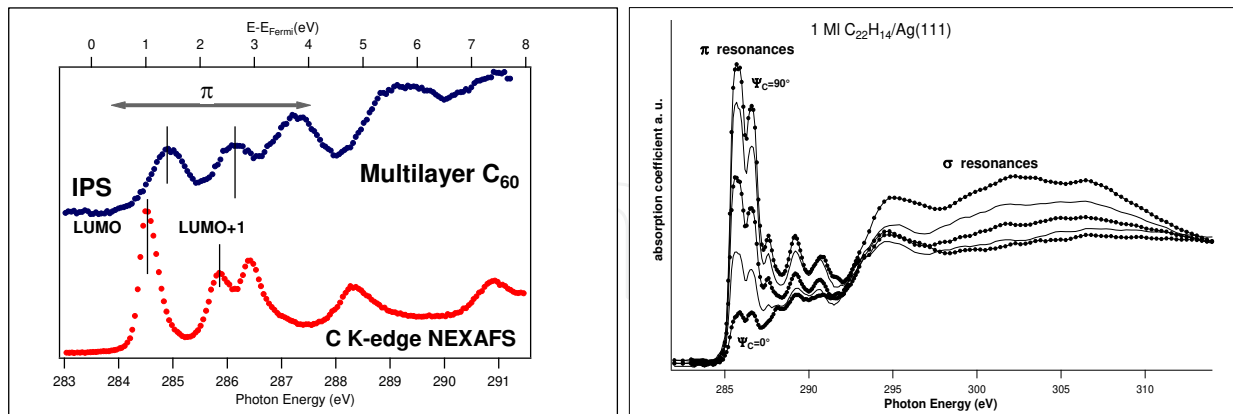 E-E_Fermi(eV)
0 1 2 3 4 5 6 7 8
π
IPS
Multilayer C₆₀
LUMO
LUMO+1
C K-edge NEXAFS
283 284 285 286 287 288 289 290 291
Photon Energy (eV)
1 Ml C₂₂H₁₄/Ag(111)
π resonances
Ψ_C=90°
σ resonances
absorption coefficient a. u.
Ψ_C=0°
285 290 295 300 305 310
Photon Energy (eV)